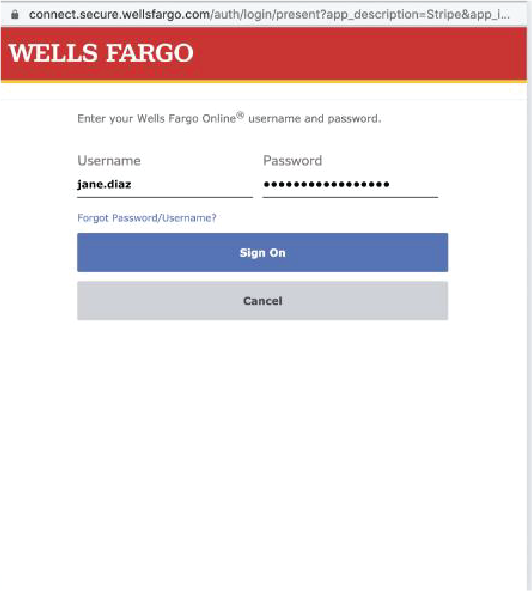 connect.secure.wellsfargo.com/auth/login/present?app_description=Stripe&app_i...
WELLS FARGO
Enter your Wells Fargo Online® username and password.
Username Password
jane.diaz •••••••••••••••••
Forgot Password/Username?
Sign On
Cancel